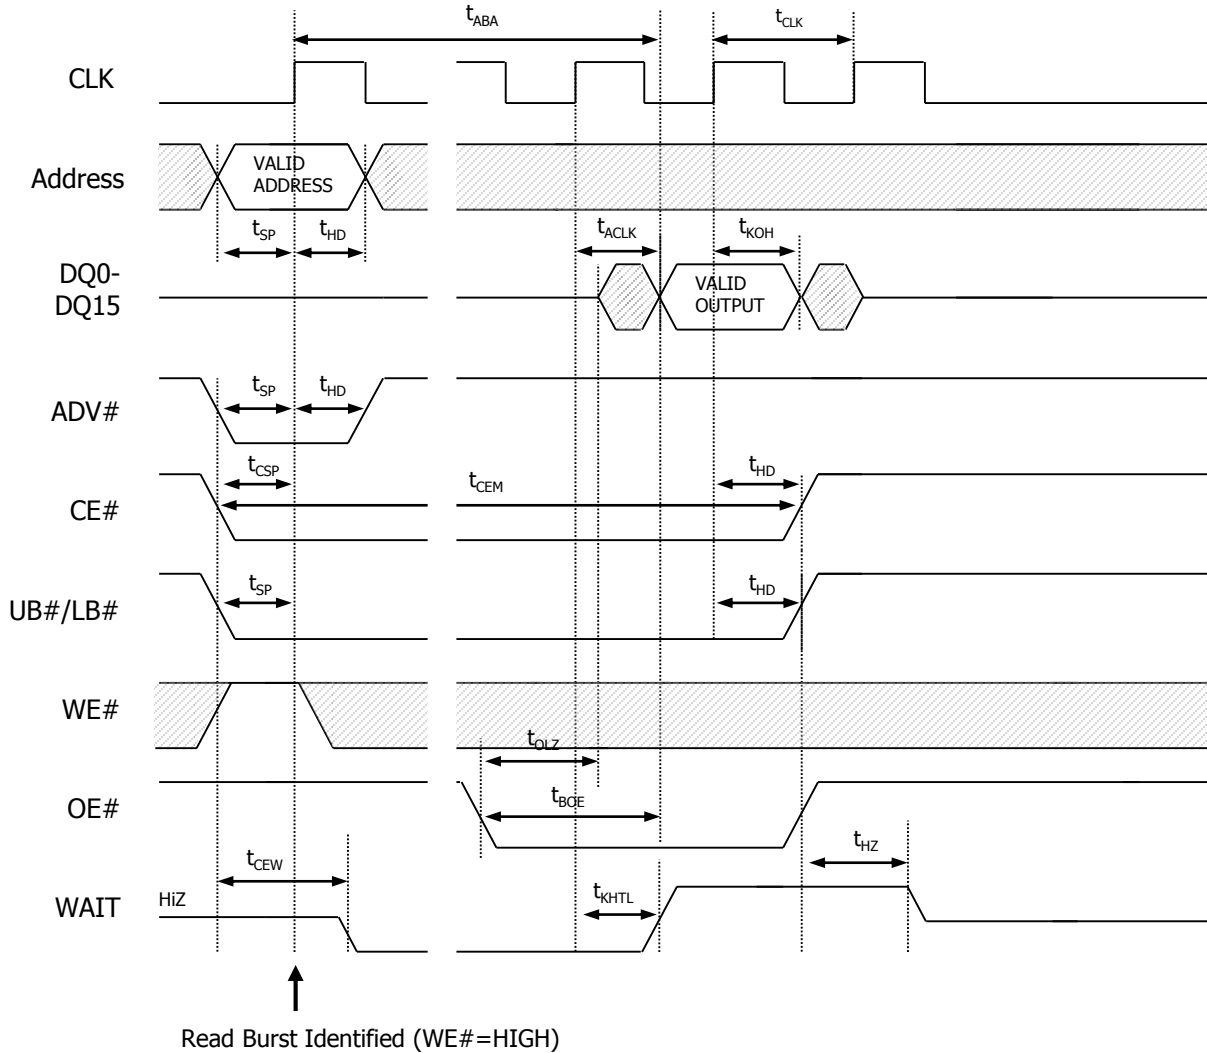 tABA
tCLK
CLK
Address
VALID
ADDRESS
tSP
tHD
tACLK
tKOH
DQ0-
DQ15
VALID
OUTPUT
ADV#
tSP
tHD
CE#
tCSP
tCEM
tHD
UB#/LB#
tSP
tHD
WE#
tOLZ
OE#
tBOE
tHZ
tCEW
WAIT
HiZ
tKHTL
Read Burst Identified (WE#=HIGH)